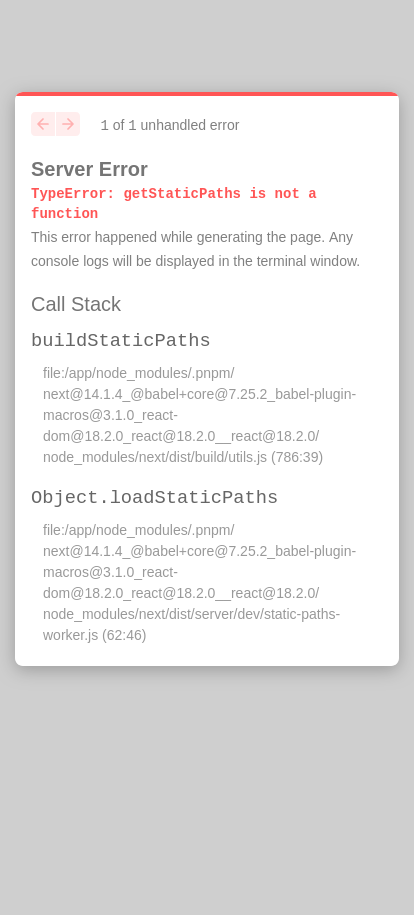 1 of 1 unhandled error
Server Error
TypeError: getStaticPaths is not a
function
This error happened while generating the page. Any
console logs will be displayed in the terminal window.
Call Stack
buildStaticPaths
file:/app/node_modules/.pnpm/
next@14.1.4_@babel+core@7.25.2_babel-plugin-
macros@3.1.0_react-
dom@18.2.0_react@18.2.0__react@18.2.0/
node_modules/next/dist/build/utils.js (786:39)
Object.loadStaticPaths
file:/app/node_modules/.pnpm/
next@14.1.4_@babel+core@7.25.2_babel-plugin-
macros@3.1.0_react-
dom@18.2.0_react@18.2.0__react@18.2.0/
node_modules/next/dist/server/dev/static-paths-
worker.js (62:46)